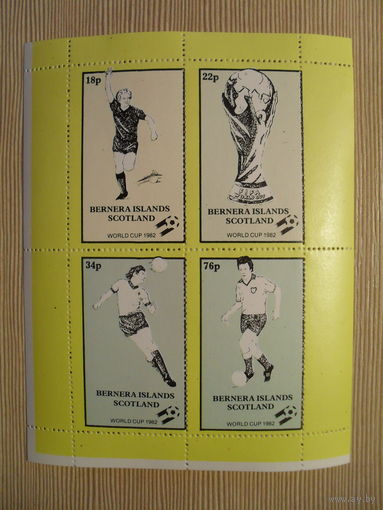 18p
BERNERA ISLANDS
SCOTLAND
WORLD CUP 1982
22p
FIFA
BERNERA ISLANDS
SCOTLAND
WORLD CUP 1982
34p
BERNERA ISLANDS
SCOTLAND
WORLD CUP 1982
76p
BERNERA ISLANDS
SCOTLAND
WORLD CUP 1982
www.ay.by